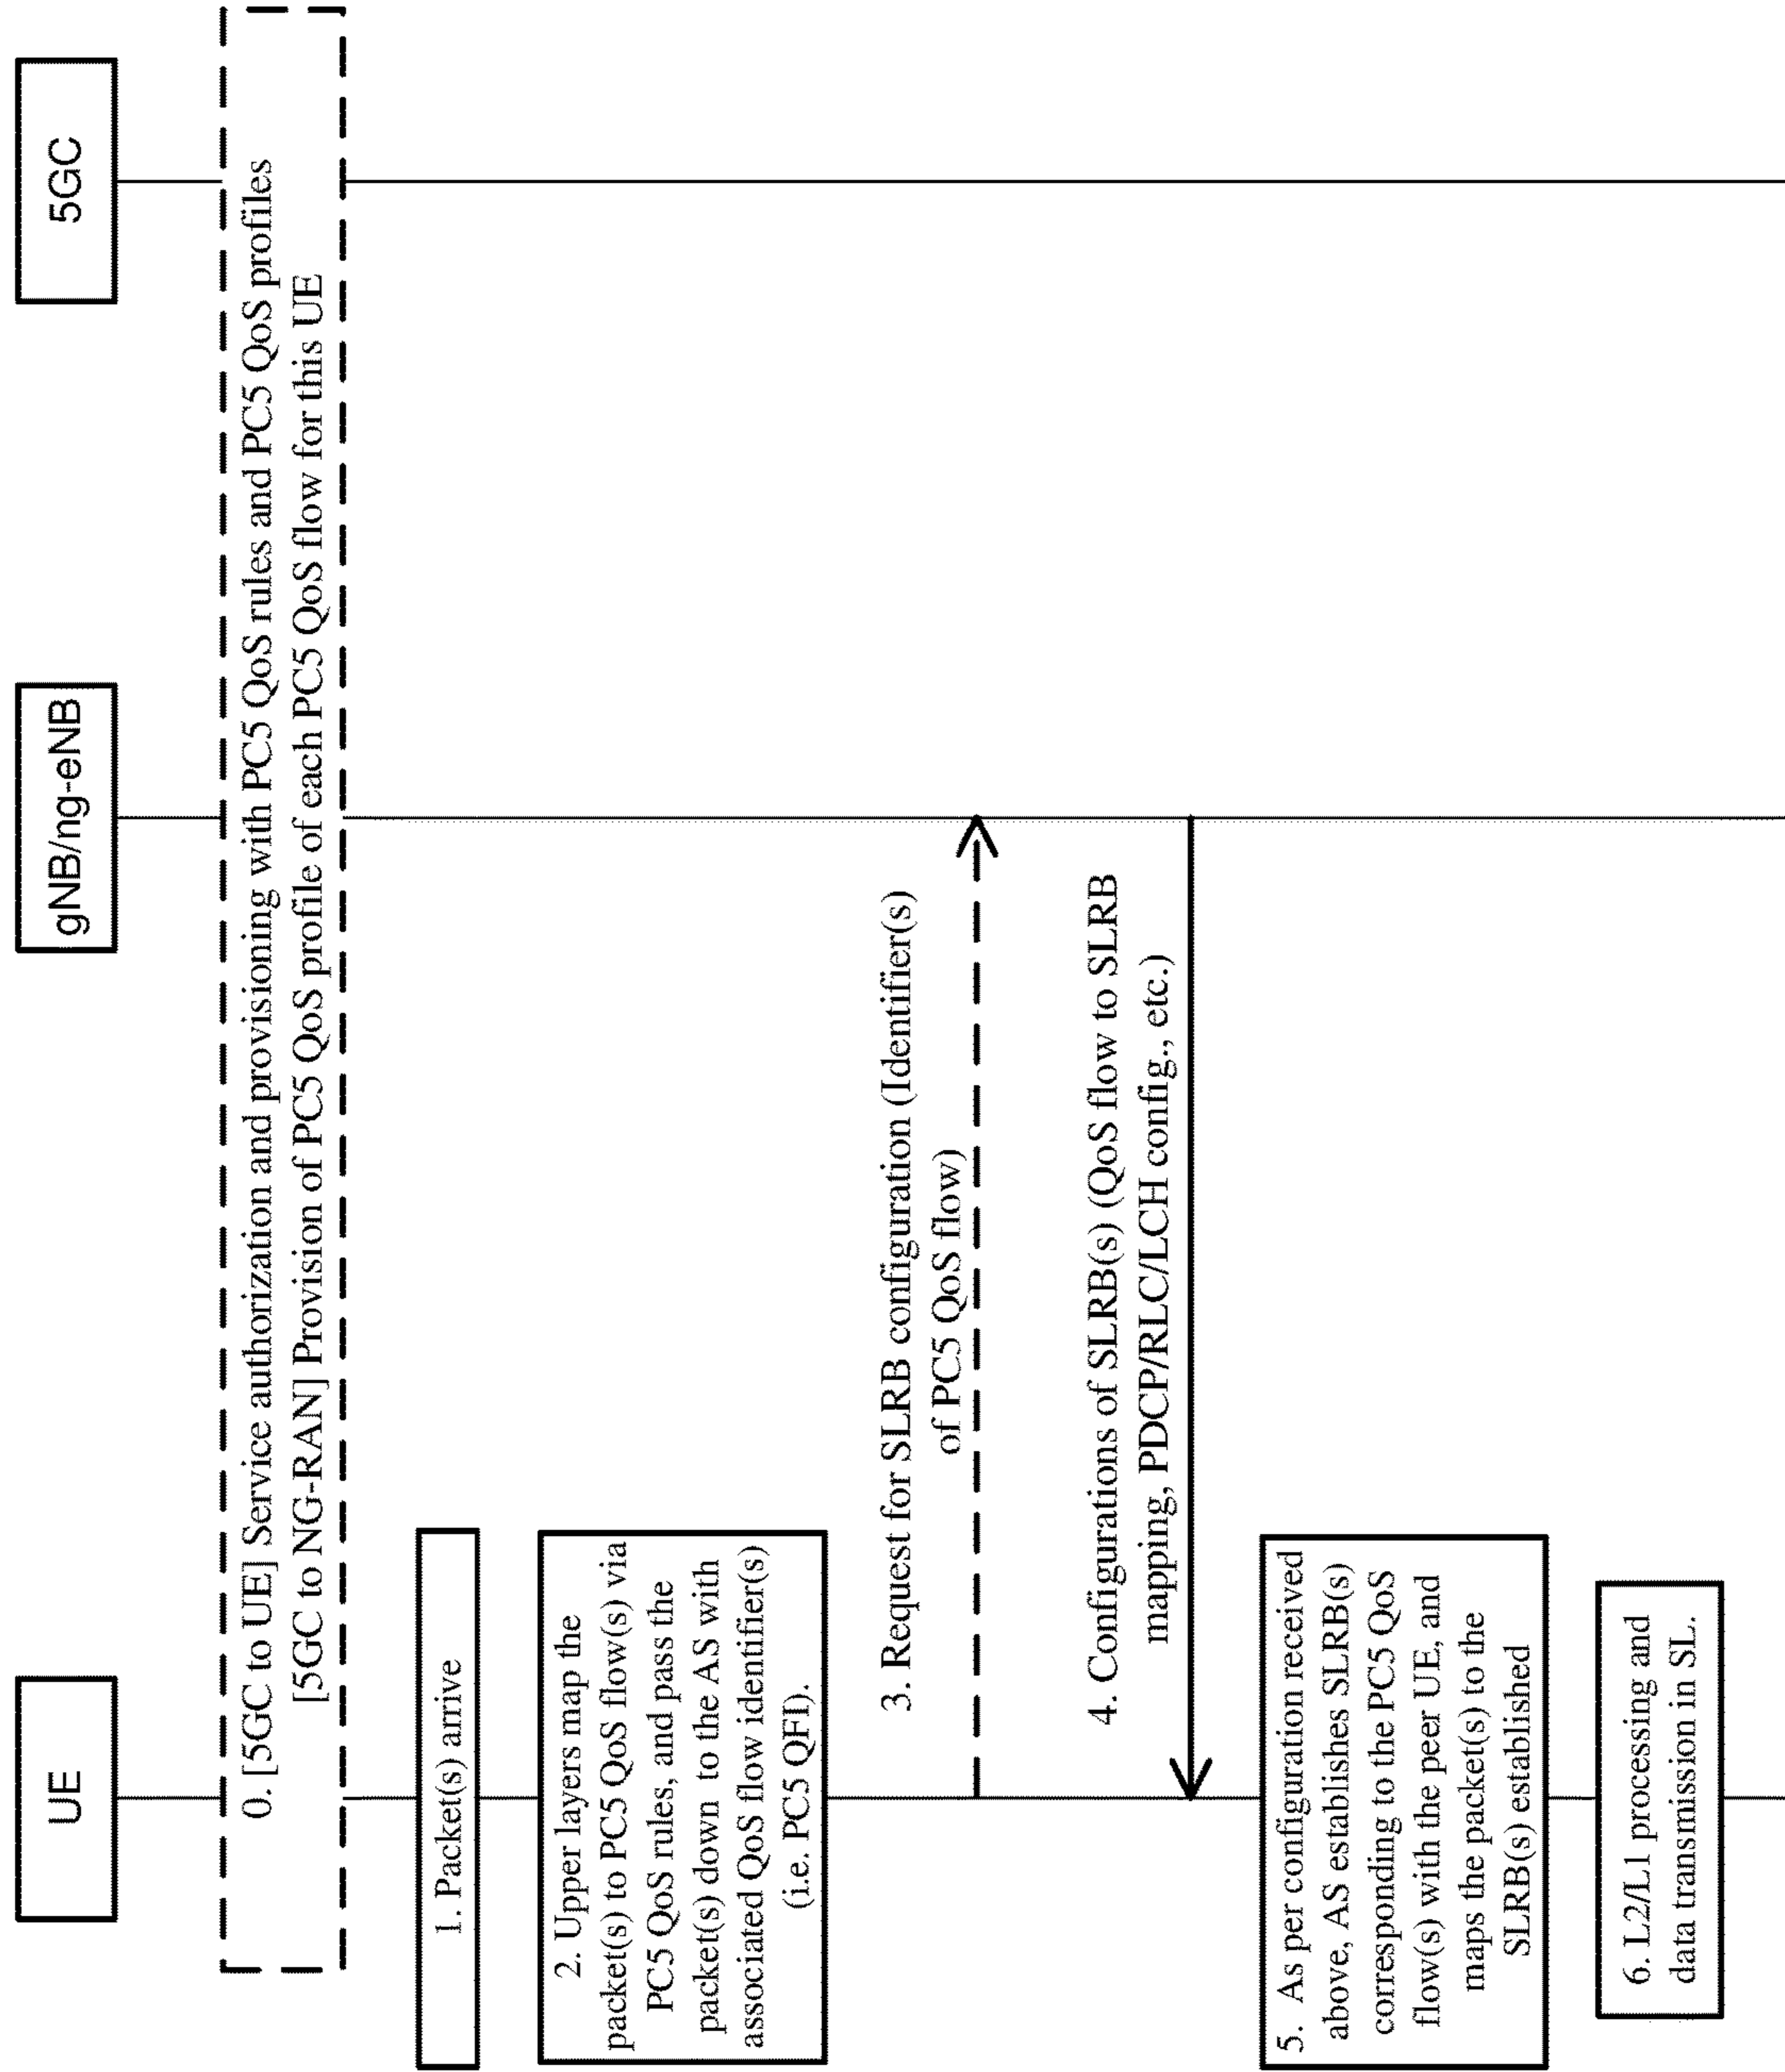 UE
gNB/ng-eNB
5GC
0. [5GC to UE] Service authorization and provisioning with PC5 QoS rules and PC5 QoS profiles
[5GC to NG-RAN] Provision of PC5 QoS profile of each PC5 QoS flow for this UE
1. Packet(s) arrive
2. Upper layers map the
packet(s) to PC5 QoS flow(s) via
PC5 QoS rules, and pass the
packet(s) down to the AS with
associated QoS flow identifier(s)
(i.e. PC5 QFI).
3. Request for SLRB configuration (Identifier(s)
of PC5 QoS flow)
4. Configurations of SLRB(s) (QoS flow to SLRB
mapping, PDCP/RLC/LCH config., etc.)
5. As per configuration received
above, AS establishes SLRB(s)
corresponding to the PC5 QoS
flow(s) with the peer UE, and
maps the packet(s) to the
SLRB(s) established
6. L2/L1 processing and
data transmission in SL.